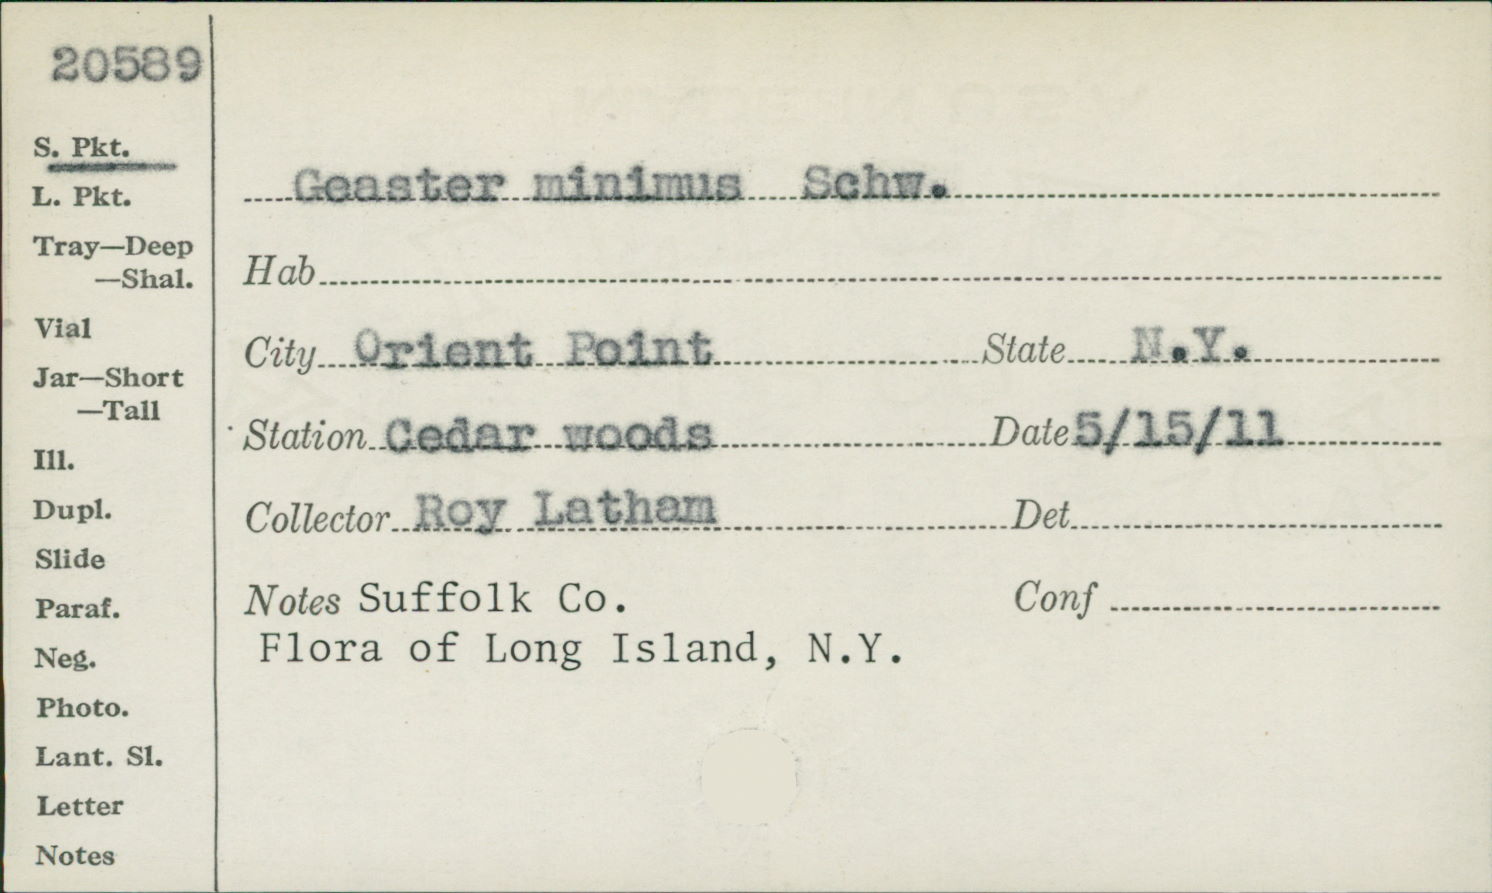 20589
S. Pkt.
L. Pkt.
Tray—Deep
—Shal.
Vial
Jar—Short
—Tall
Ill.
Dupl.
Slide
Paraf.
Neg.
Photo.
Lant. Sl.
Letter
Notes
Geaster minimus Schw.
Hab
City Orient Point State N.Y.
Station Cedar woods Date 5/15/11
Collector Roy Latham Det
Notes Suffolk Co. Conf
Flora of Long Island, N.Y.